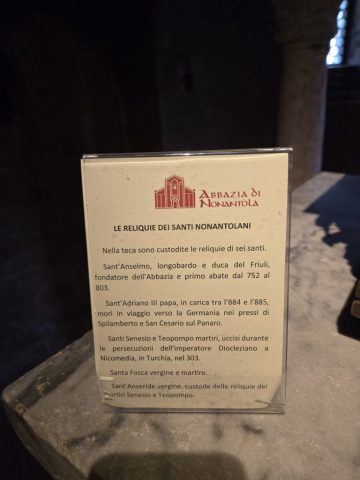 ABBAZIA DI
NONANTOLA
LE RELIQUIE DEI SANTI NONANTOLANI
Nella teca sono custodite le reliquie di sei santi.
Sant'Anselmo, longobardo e duca del Friuli,
fondatore dell'Abbazia e primo abate dal 752 al
803.
Sant'Adriano III papa, in carica tra l'884 e l'885,
morì in viaggio verso la Germania nei pressi di
Spilamberto e San Cesario sul Panaro.
Santi Senesio e Teopompo martiri, uccisi durante
le persecuzioni dell'imperatore Diocleziano a
Nicomedia, in Turchia, nel 303.
Santa Fosca vergine e martire.
Sant'Anseride vergine, custode delle reliquie dei
martiri Senesio e Teopompo.